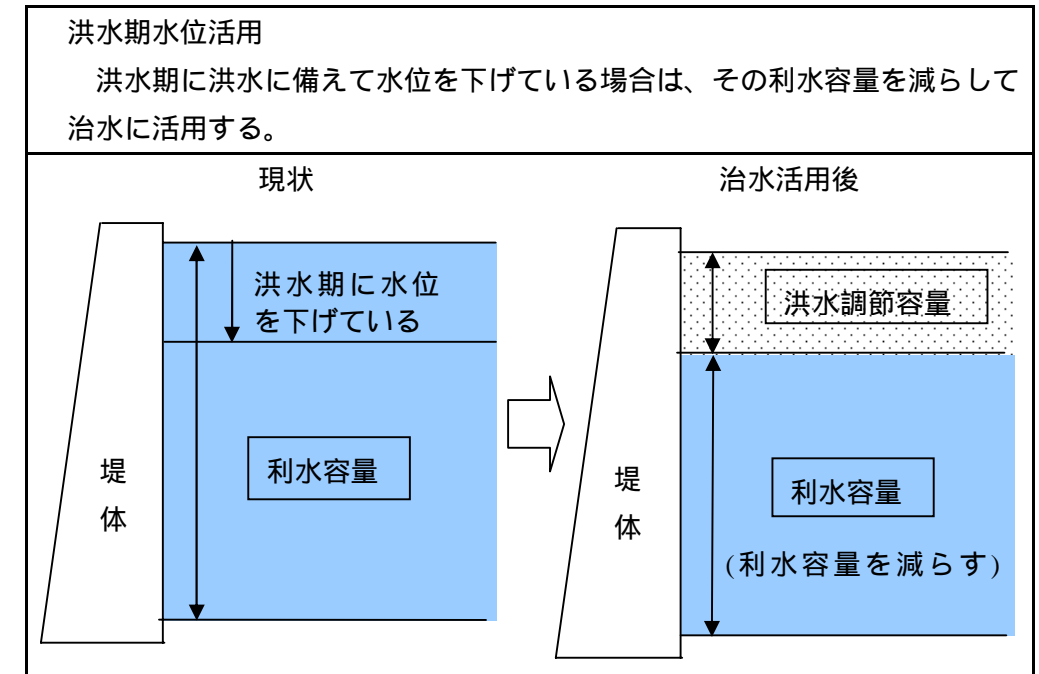 洪水期水位活用
洪水期に洪水に備えて水位を下げている場合は、その利水容量を減らして
治水に活用する。
現状
治水活用後
洪水期に水位
を下げている
利水容量
堤
体
洪水調節容量
利水容量
(利水容量を減らす)
堤
体